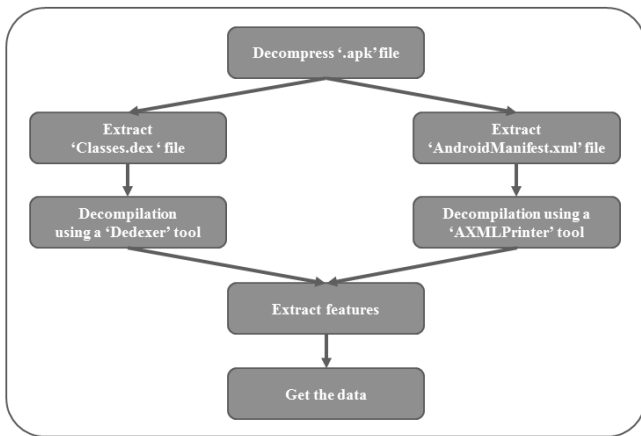 Decompress ‘.apk’ file
Extract
‘Classes.dex ‘ file
Extract
‘AndroidManifest.xml’ file
Decompilation
using a ‘Dedexer’ tool
Decompilation using a
‘AXMLPrinter’ tool
Extract features
Get the data